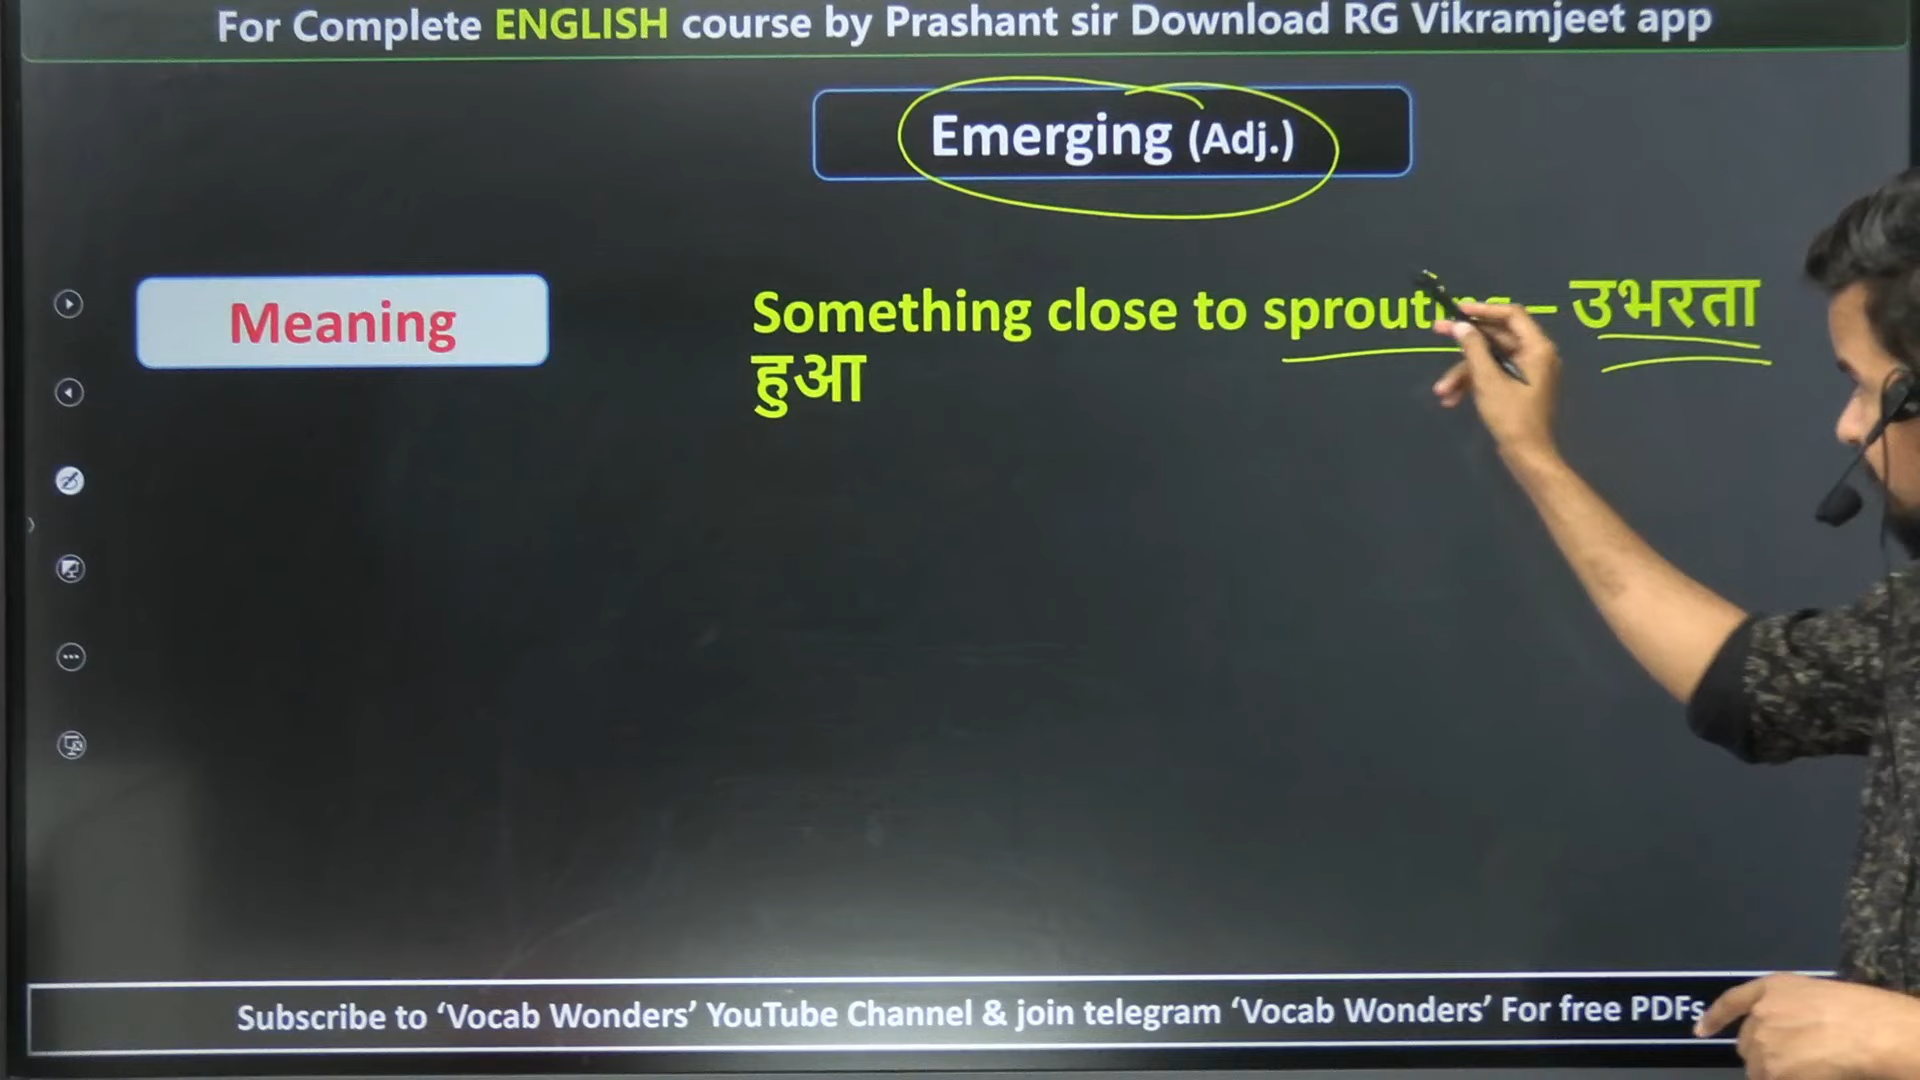 For Complete ENGLISH course by Prashant sir Download RG Vikramjeet app
Emerging (Adj.)
Meaning
Something close to sprouting – उभरता
हुआ
Subscribe to ‘Vocab Wonders’ YouTube Channel & join telegram ‘Vocab Wonders’ For free PDFs